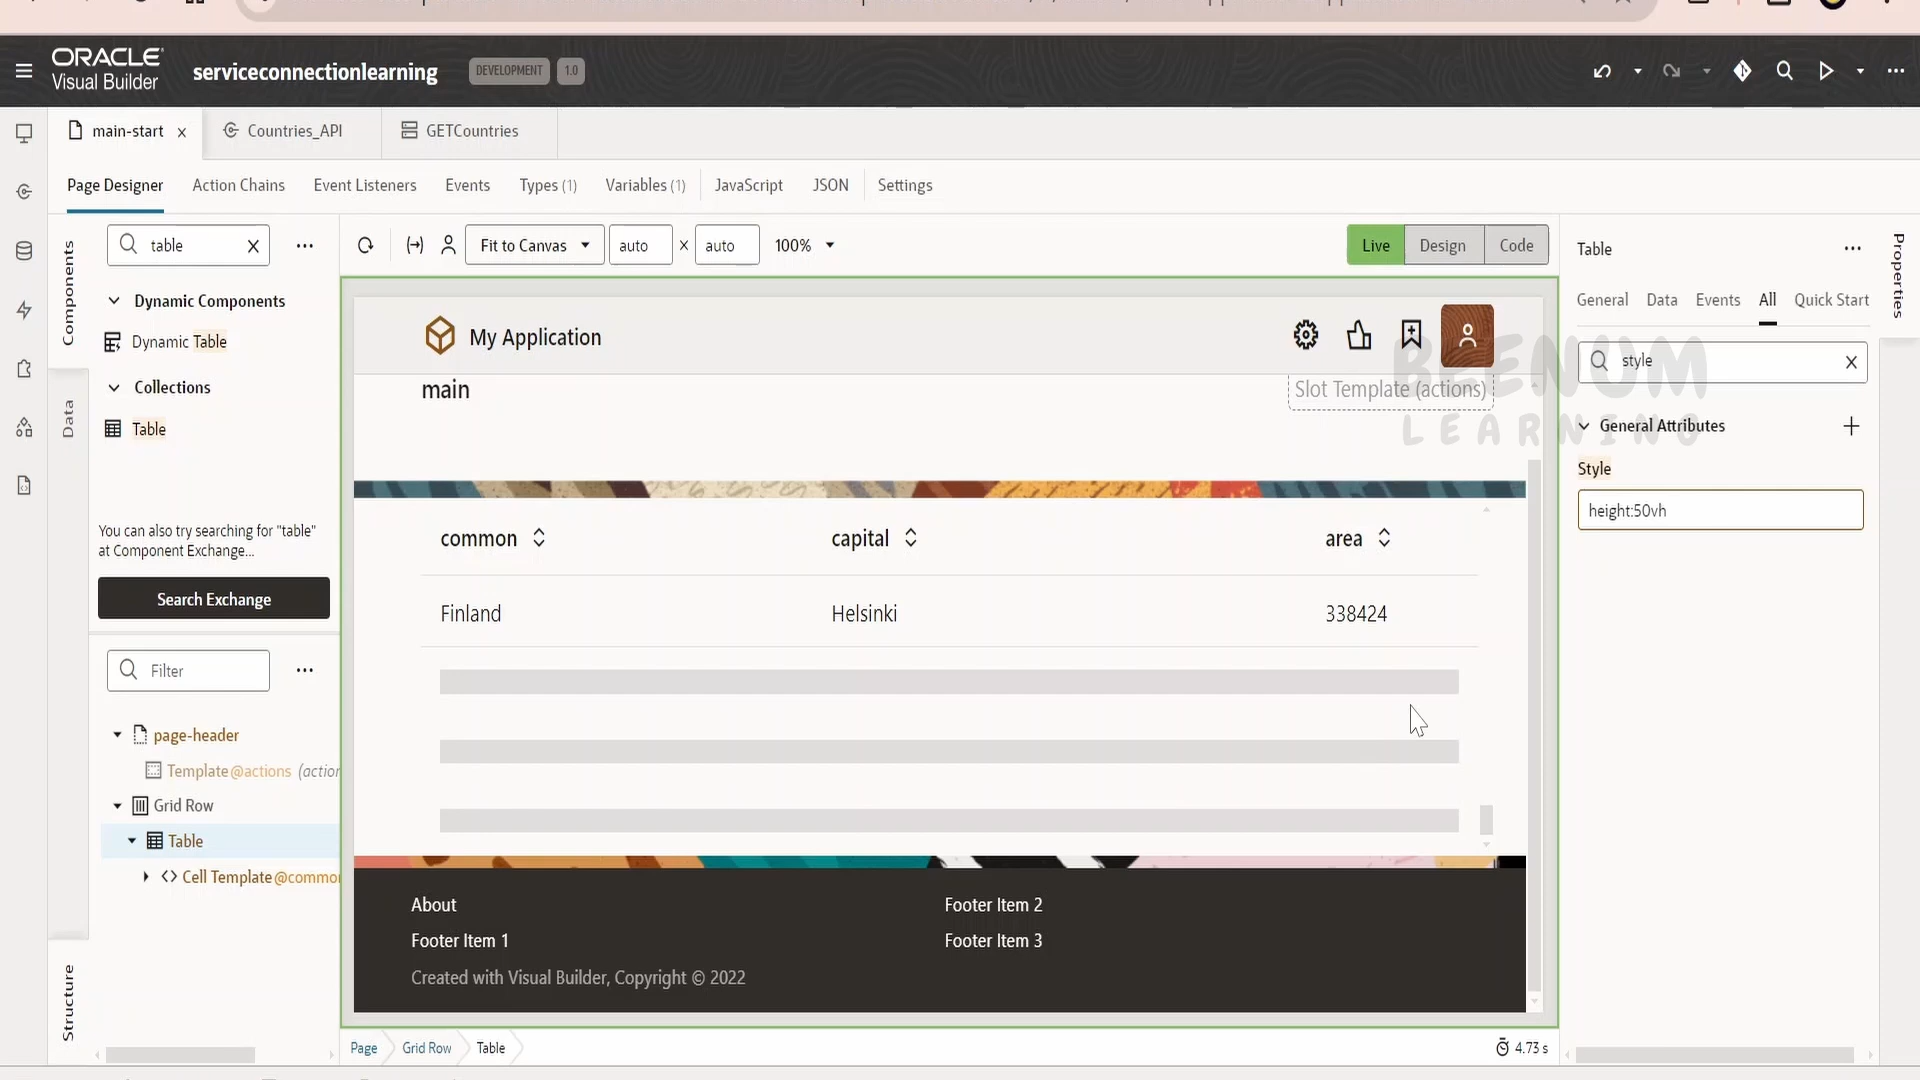 ORACLE
Visual Builder
serviceconnectionlearning
DEVELOPMENT
1.0
main-start
Countries_API
GETCountries
Page Designer
Action Chains
Event Listeners
Events
Types (1)
Variables (1)
JavaScript
JSON
Settings
Components
table
Fit to Canvas
auto
×
auto
100%
Live
Design
Code
Table
Properties
General
Data
Events
All
Quick Start
Dynamic Components
Dynamic Table
Collections
Table
Data
You can also try searching for "table"
at Component Exchange...
Search Exchange
My Application
main
Slot Template (actions)
BEENUM
LEARNING
style
General Attributes
Style
height:50vh
common
capital
area
Finland
Helsinki
338424
Filter
page-header
Template@actions (action
Grid Row
Table
Cell Template@commo
Structure
About
Footer Item 2
Footer Item 1
Footer Item 3
Created with Visual Builder, Copyright © 2022
Page
Grid Row
Table
4.73 s